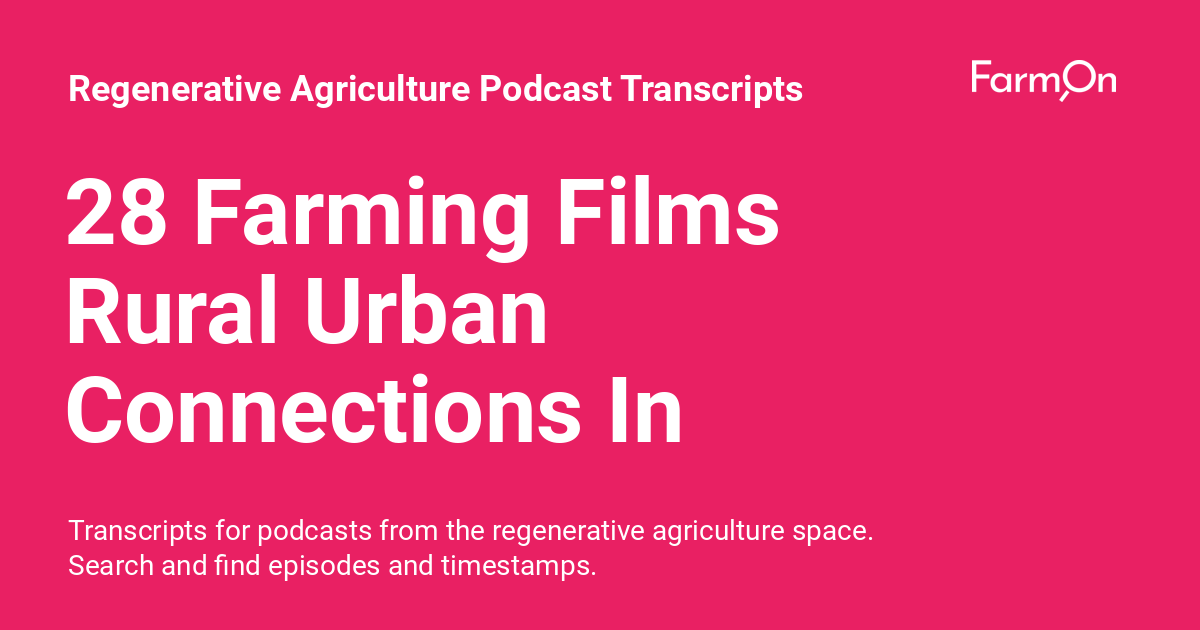 Regenerative Agriculture Podcast Transcripts
FarmOn
28 Farming Films
Rural Urban
Connections In
Transcripts for podcasts from the regenerative agriculture space.
Search and find episodes and timestamps.